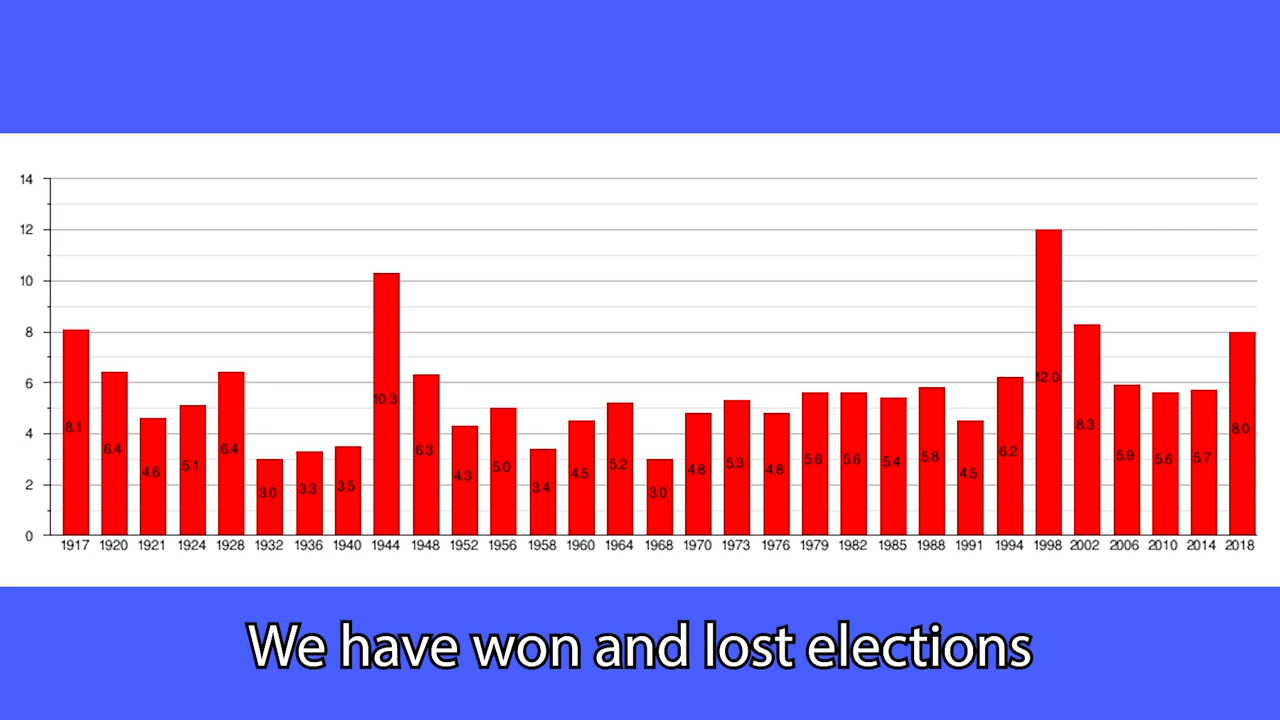 14
12
10
8
6
4
2
0
8.1 6.4 4.6 5.1 6.4 3.0 3.3 3.5 10.3 6.3 4.3 5.0 3.4 4.5 5.2 3.0 4.8 5.3 4.8 5.6 5.6 5.4 5.8 4.5 6.2 12.0 8.3 5.9 5.6 5.7 8.0
1917 1920 1921 1924 1928 1932 1936 1940 1944 1948 1952 1956 1958 1960 1964 1968 1970 1973 1976 1979 1982 1985 1988 1991 1994 1998 2002 2006 2010 2014 2018
We have won and lost elections